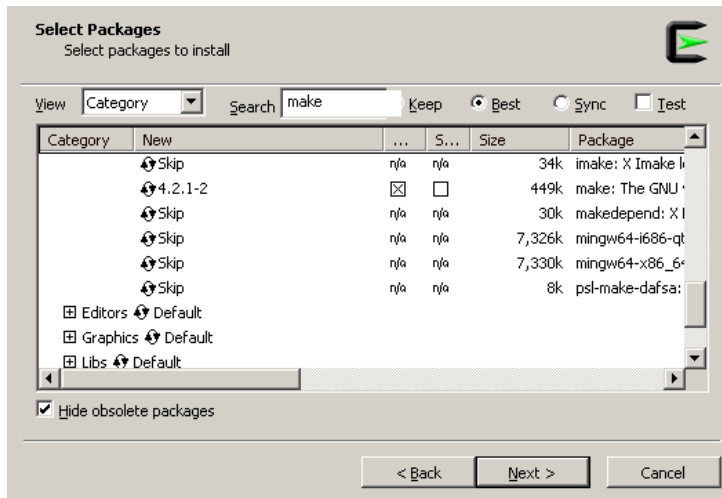 Select Packages
Select packages to install
View Category Search make Keep Best Sync Test
Category New ... S... Size Package
Skip n/a n/a 34k imake: X Imake
4.2.1-2 449k make: The GNU
Skip n/a n/a 30k makedepend: X
Skip n/a n/a 7,326k mingw64-i686-qt
Skip n/a n/a 7,330k mingw64-x86_64
Skip n/a n/a 8k psl-make-dafsa:
Editors Default
Graphics Default
Libs Default
Hide obsolete packages
< Back Next > Cancel